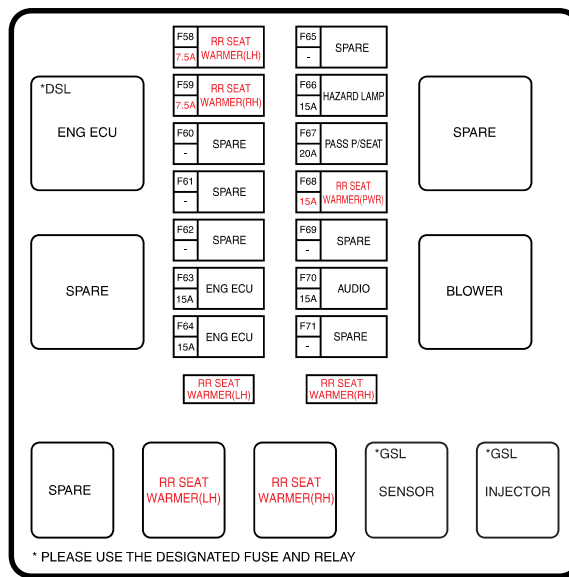 F58
7.5A
RR SEAT
WARMER(LH)
F65
-
SPARE
F59
7.5A
RR SEAT
WARMER(RH)
F66
15A
HAZARD LAMP
F60
-
SPARE
F67
20A
PASS P/SEAT
F61
-
SPARE
F68
15A
RR SEAT
WARMER(PWR)
F62
-
SPARE
F69
-
SPARE
F63
15A
ENG ECU
F70
15A
AUDIO
F64
15A
ENG ECU
F71
-
SPARE
*DSL
ENG ECU
SPARE
SPARE
BLOWER
RR SEAT
WARMER(LH)
RR SEAT
WARMER(RH)
SPARE
RR SEAT
WARMER(LH)
RR SEAT
WARMER(RH)
*GSL
SENSOR
*GSL
INJECTOR
* PLEASE USE THE DESIGNATED FUSE AND RELAY